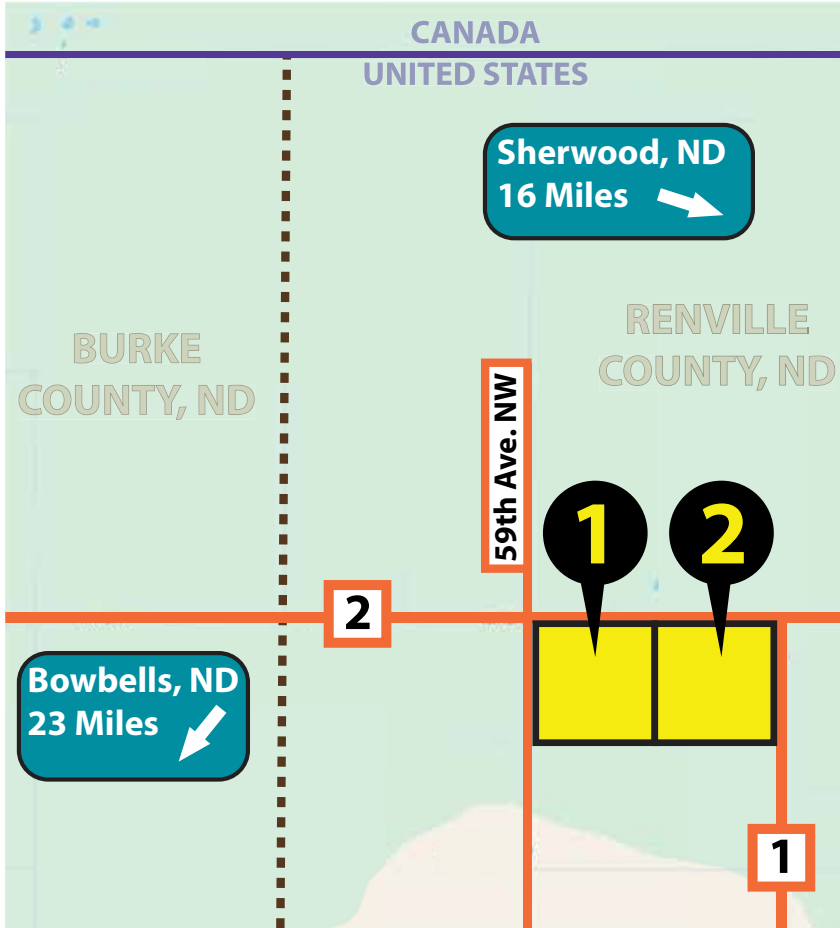 CANADA
UNITED STATES
Sherwood, ND
16 Miles
RENVILLE
COUNTY, ND
BURKE
COUNTY, ND
59th Ave. NW
1
2
2
Bowbells, ND
23 Miles
1